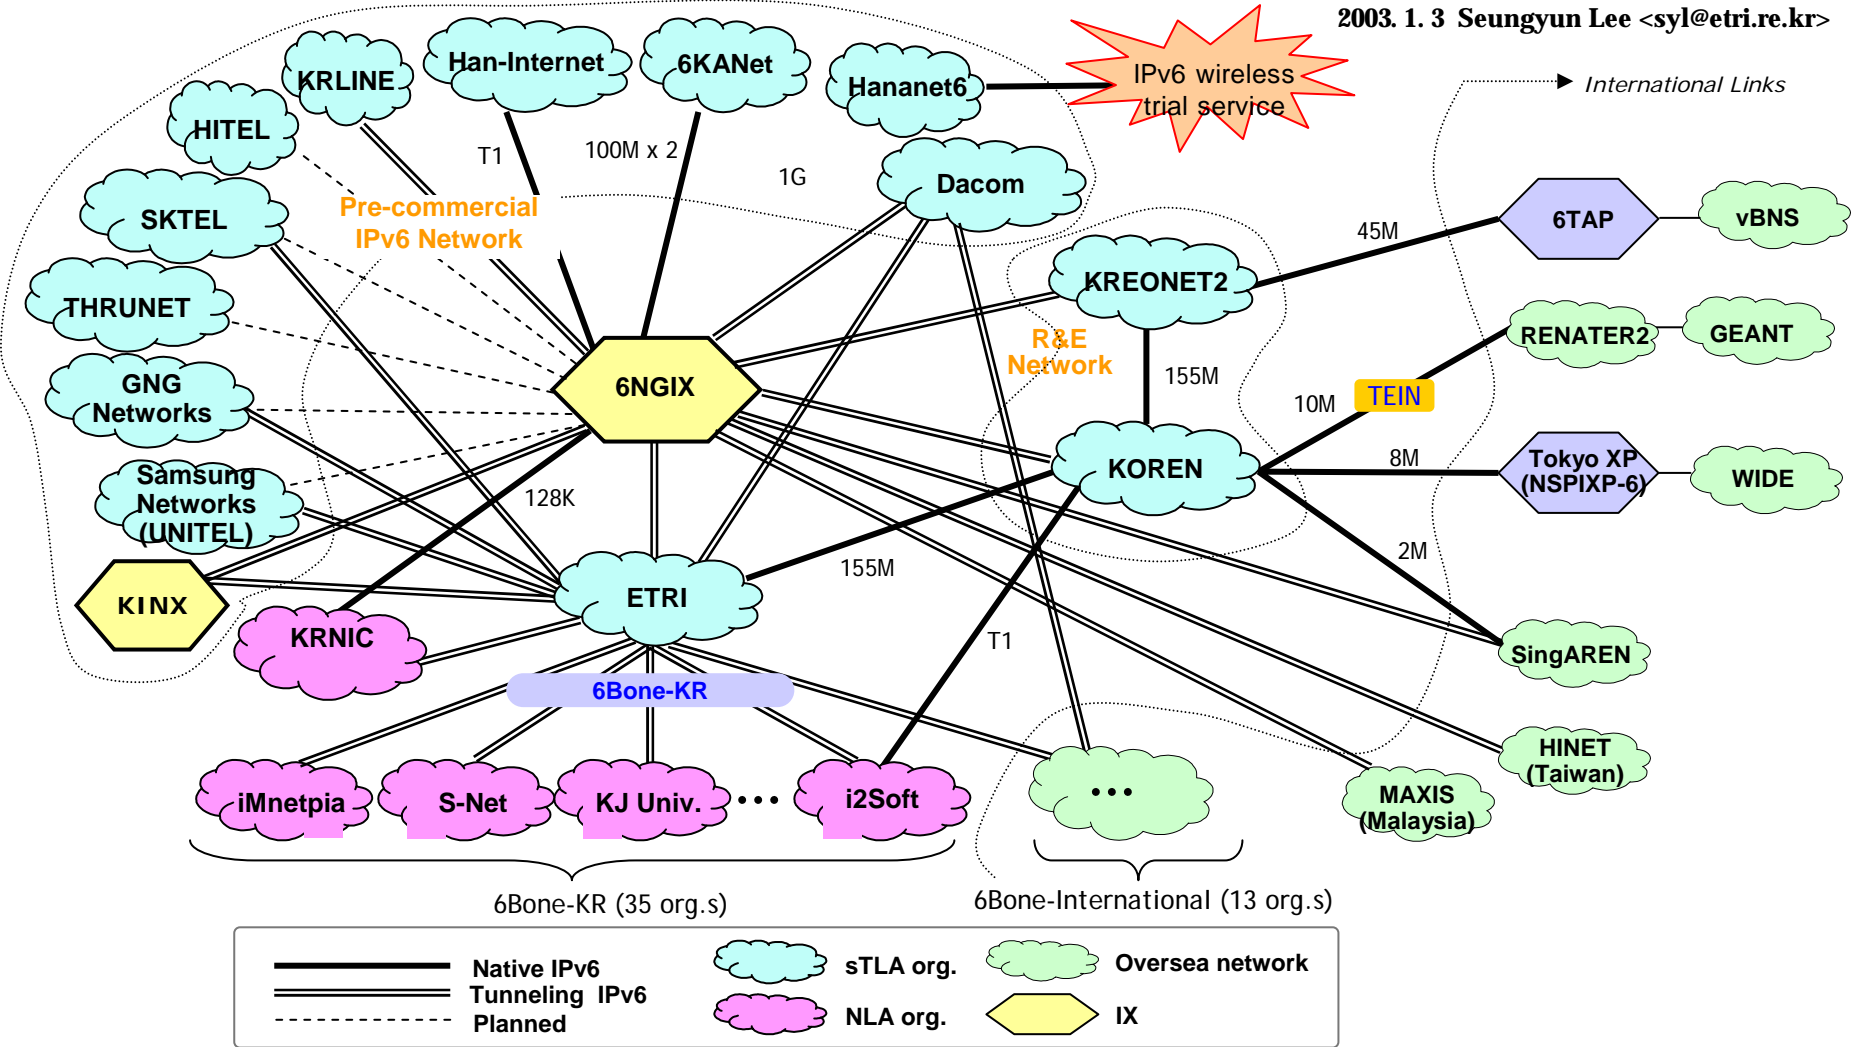 2003. 1. 3 Seungyun Lee <syl@etri.re.kr>
Han-Internet
6KANet
KRLINE
Hananet6
IPv6 wireless
trial service
International Links
HITEL
T1
100M x 2
1G
Dacom
SKTEL
Pre-commercial
IPv6 Network
45M
6TAP
vBNS
KREONET2
THRUNET
R&E
Network
RENATER2
GEANT
155M
GNG
Networks
6NGIX
10M
TEIN
8M
Tokyo XP
(NSPIXP-6)
WIDE
KOREN
Samsung
Networks
(UNITEL)
128K
2M
155M
KINX
ETRI
KRNIC
T1
SingAREN
6Bone-KR
HINET
(Taiwan)
iMnetpia
S-Net
KJ Univ.
•••
i2Soft
•••
MAXIS
(Malaysia)
6Bone-KR (35 org.s)
6Bone-International (13 org.s)
Native IPv6
Tunneling IPv6
Planned
sTLA org.
NLA org.
Oversea network
IX